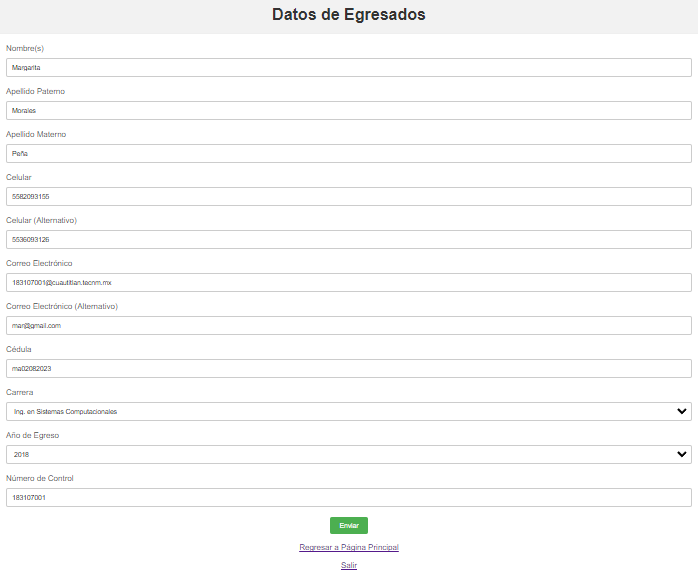 Datos de Egresados
Nombre(s)
Margarita
Apellido Paterno
Morales
Apellido Materno
Peña
Celular
5582093155
Celular (Alternativo)
5536093126
Correo Electrónico
183107001@cuautitlan.tecnm.mx
Correo Electrónico (Alternativo)
mar@gmail.com
Cédula
ma02082023
Carrera
Ing. en Sistemas Computacionales
Año de Egreso
2018
Número de Control
183107001
Enviar
Regresar a Página Principal
Salir